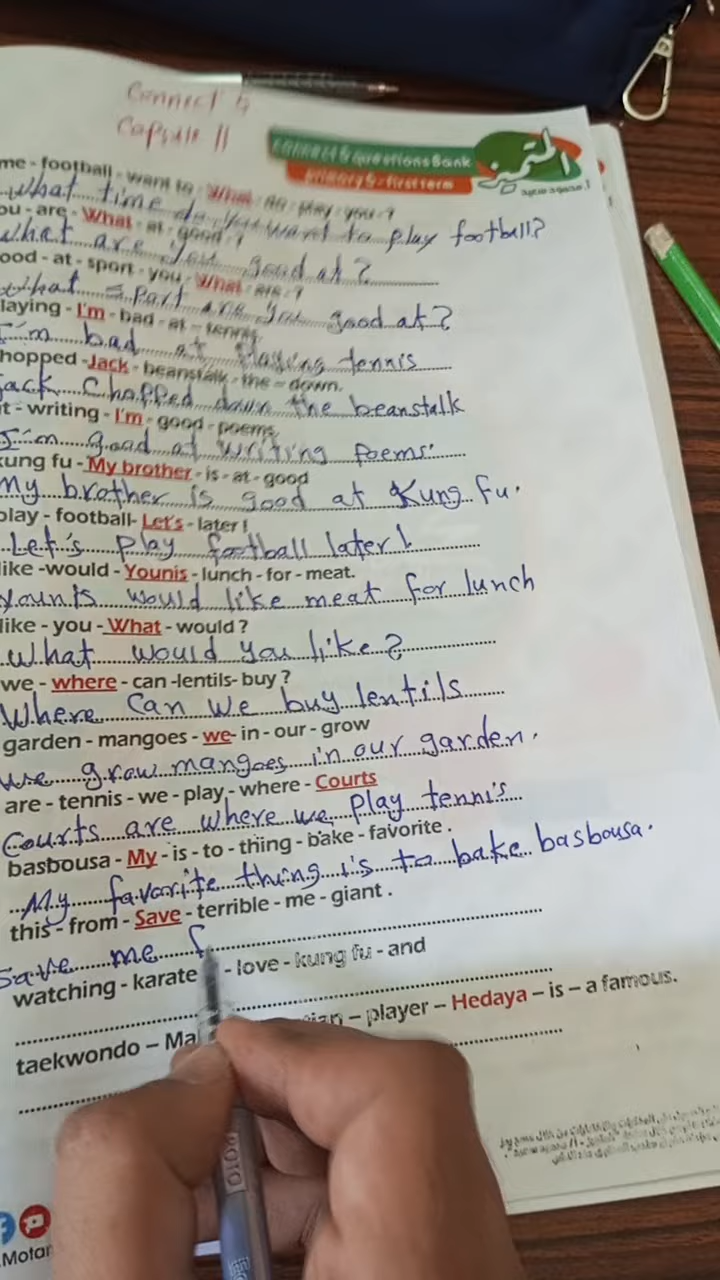 Connect 5
Capsule 11
Connect 5 questions Bank
primary 5 - first term
المتميز
me - football - want to - What - do - play - you ?
What time do you want to play football?
ou - are - What - at - good ?
What are you good at?
ood - at - sport - you - What - are - ?
What sport are you good at?
laying - I'm - bad - at - tennis.
I'm bad at Playing tennis
hopped - Jack - beanstalk - the - down.
Jack Chopped down the beanstalk
t - writing - I'm - good - poems.
I'm good at writing Poems.
ung fu - My brother - is - at - good
My brother is good at Kung fu.
play - football- Let's - later !
Let's play football later!
like -would - Younis - lunch - for - meat.
Younis would like meat for lunch
like - you - What - would ?
What would you like?
we - where - can -lentils- buy ?
Where Can We buy lentils
garden - mangoes - we- in - our - grow
We grow mangoes in our garden.
are - tennis - we - play - where - Courts
Courts are where we play tennis
basbousa - My - is - to - thing - bake - favorite .
My favorite thing is to bake basbousa.
this - from - Save - terrible - me - giant .
Save me f
watching - karate - love - kung fu - and
taekwondo – Ma – player – Hedaya – is – a famous.
.Motar